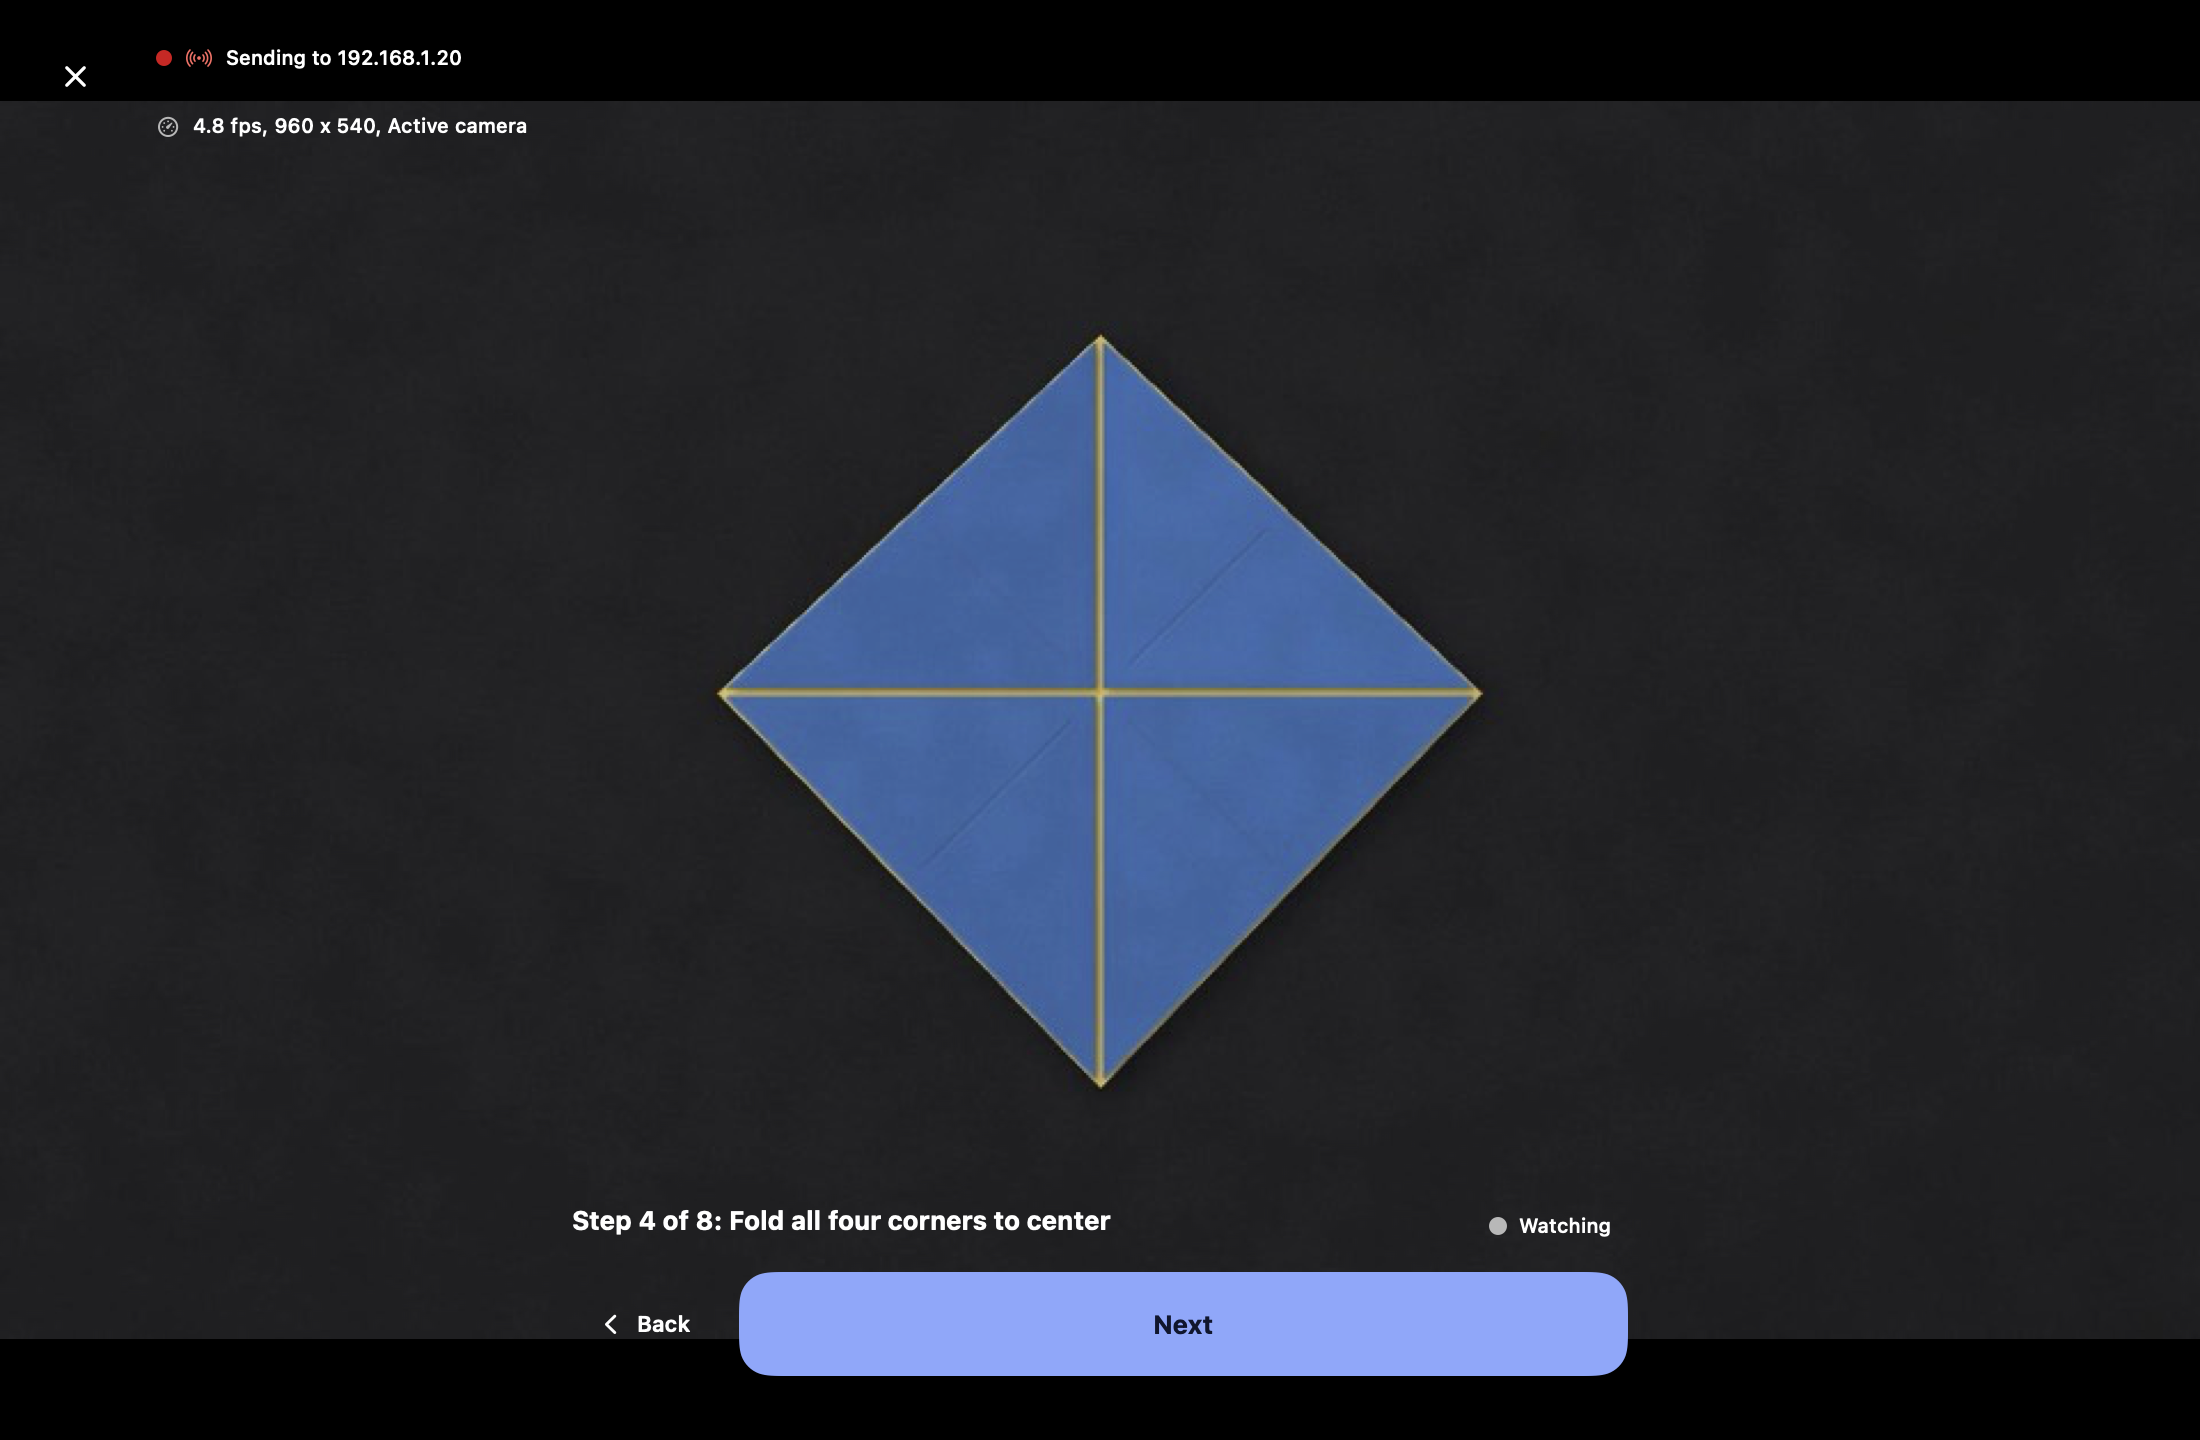 Sending to 192.168.1.20
4.8 fps, 960 x 540, Active camera
Step 4 of 8: Fold all four corners to center
Watching
Back
Next